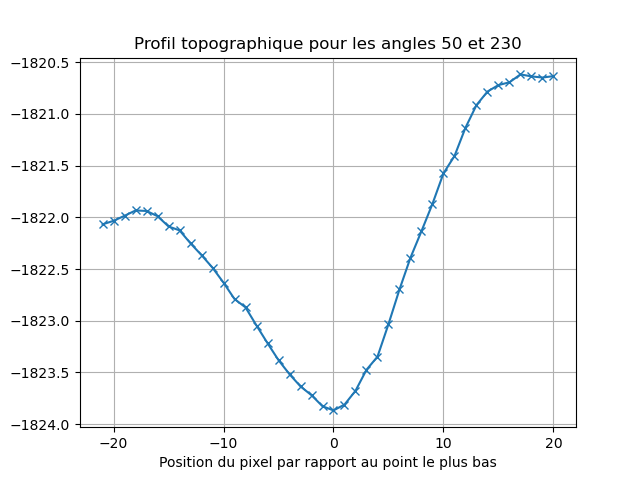 Profil topographique pour les angles 50 et 230
−1820.5
−1821.0
−1821.5
−1822.0
−1822.5
−1823.0
−1823.5
−1824.0
−20 −10 0 10 20
Position du pixel par rapport au point le plus bas